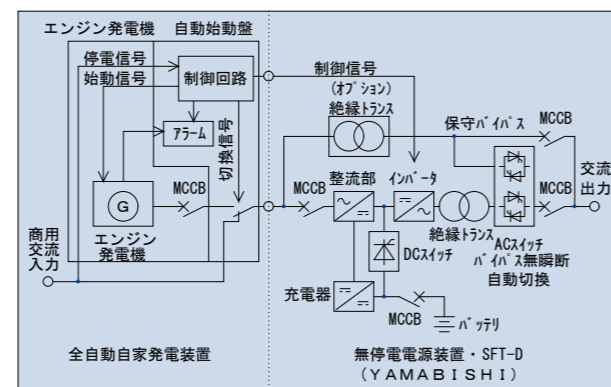 エンジン発電機
自動始動盤
停電信号
始動信号
制御回路
制御信号
(オプション)
絶縁トランス
保守バイパス
MCCB
アラーム
切換信号
MCCB
G
エンジン
発電機
商用
交流
入力
MCCB
整流部
インバータ
絶縁トランス
MCCB
交流
出力
DCスイッチ
ACスイッチ
バイパス無瞬断
自動切換
充電器
MCCB
バッテリ
全自動自家発電装置
無停電電源装置・SFT-D
(YAMABISHI)